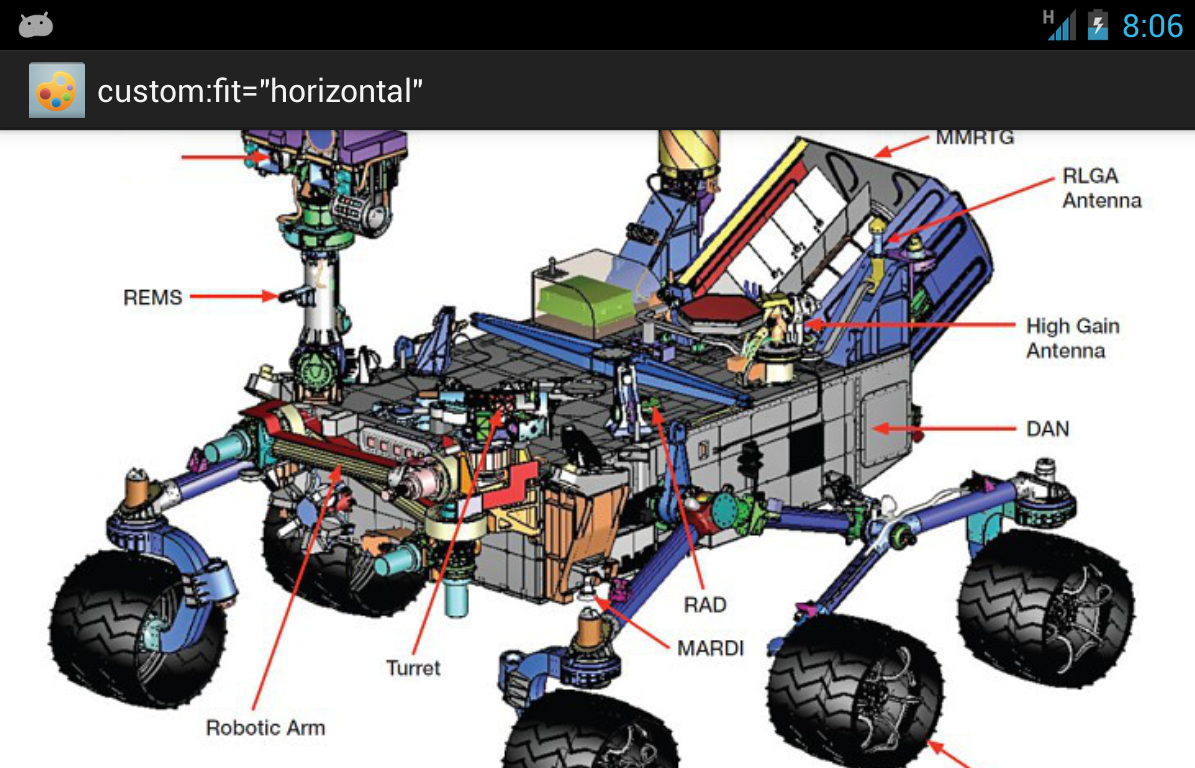 H
8:06
custom:fit="horizontal"
MMRTG
RLGA
Antenna
REMS
High Gain
Antenna
DAN
RAD
MARDI
Turret
Robotic Arm